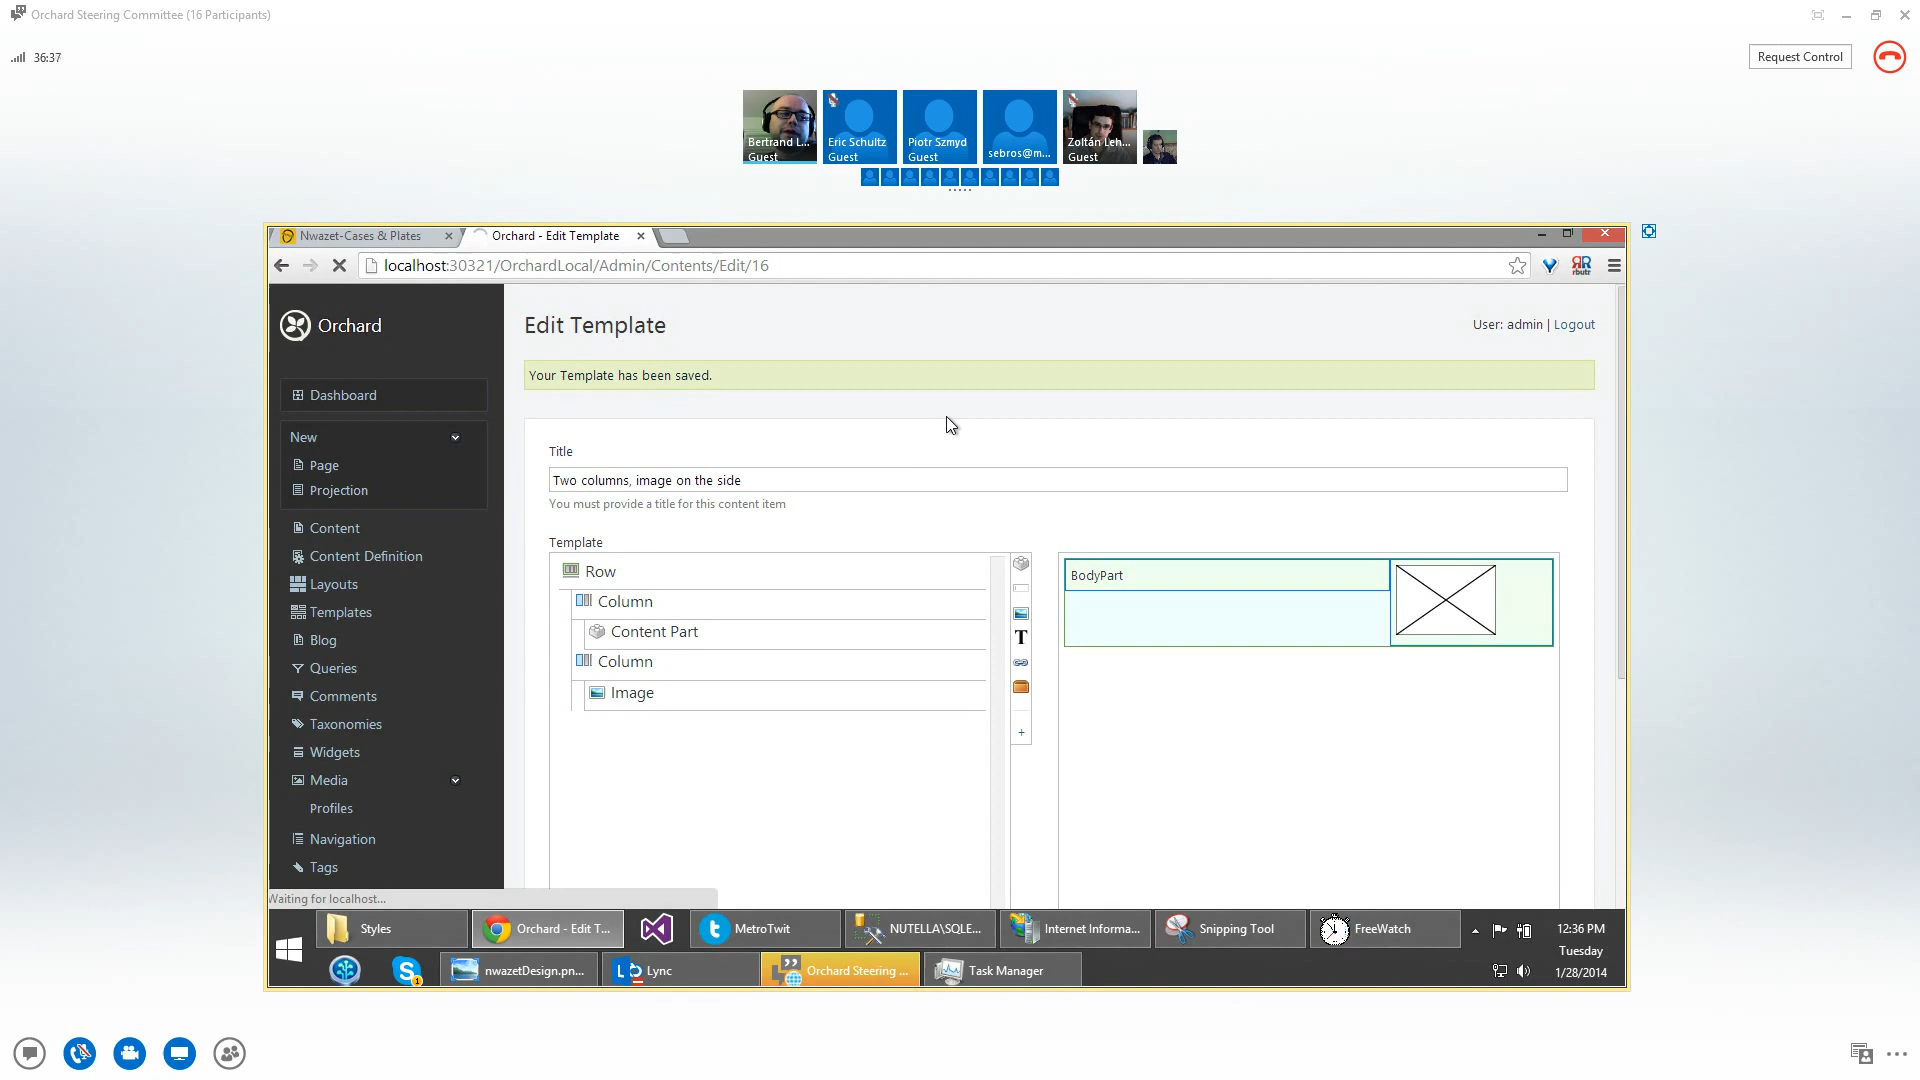 Orchard Steering Committee (16 Participants)
36:37
Request Control
Bertrand L...
Guest
Eric Schultz
Guest
Piotr Szmyd
Guest
sebros@m...
Zoltán Leh...
Guest
Nwazet-Cases & Plates
Orchard - Edit Template
localhost:30321/OrchardLocal/Admin/Contents/Edit/16
rbutr
Orchard
Edit Template
User: admin | Logout
Your Template has been saved.
Dashboard
New
Page
Projection
Content
Content Definition
Layouts
Templates
Blog
Queries
Comments
Taxonomies
Widgets
Media
Profiles
Navigation
Tags
Title
Two columns, image on the side
You must provide a title for this content item
Template
Row
Column
Content Part
Column
Image
T
+
BodyPart
Waiting for localhost...
Styles
Orchard - Edit T...
MetroTwit
NUTELLA\SQLE...
Internet Informa...
Snipping Tool
FreeWatch
12:36 PM
Tuesday
1/28/2014
1
nwazetDesign.pn...
Lync
Orchard Steering ...
Task Manager